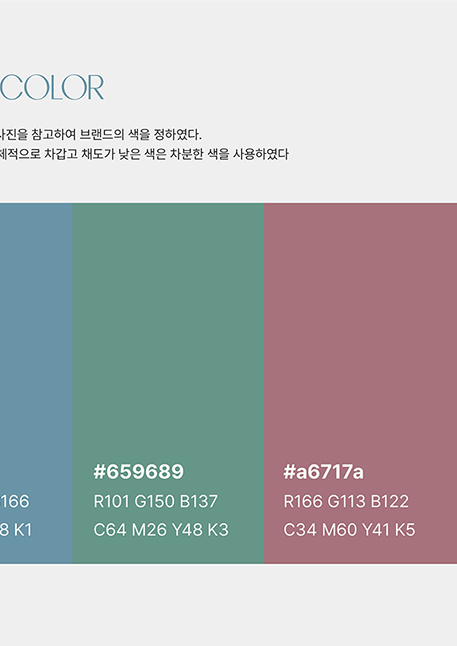 COLOR
사진을 참고하여 브랜드의 색을 정하였다.
체적으로 차갑고 채도가 낮은 색은 차분한 색을 사용하였다
#659689
#a6717a
166
R101 G150 B137
R166 G113 B122
8 K1
C64 M26 Y48 K3
C34 M60 Y41 K5